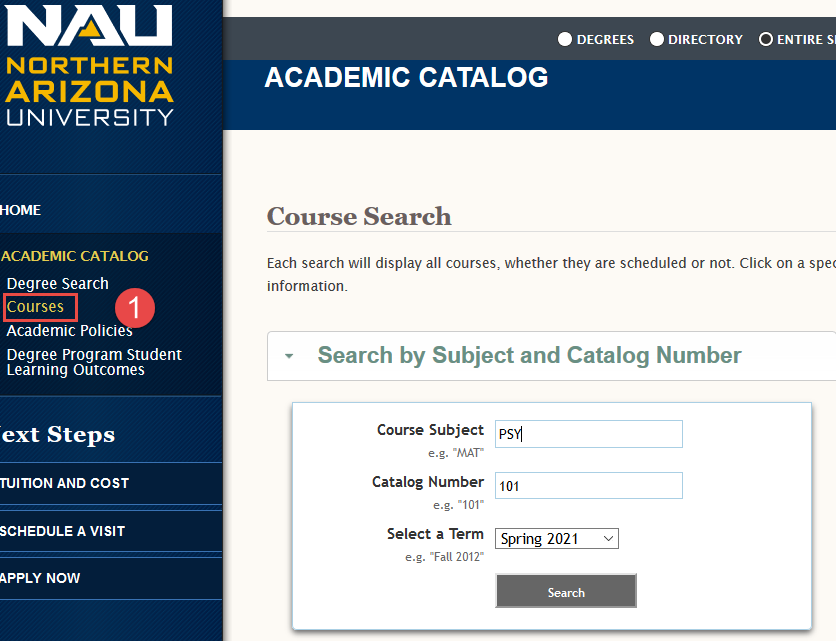 NAU
NORTHERN
ARIZONA
UNIVERSITY
HOME
ACADEMIC CATALOG
Degree Search
Courses
1
Academic Policies
Degree Program Student
Learning Outcomes
ext Steps
TUITION AND COST
SCHEDULE A VISIT
APPLY NOW
DEGREES DIRECTORY ENTIRE S
ACADEMIC CATALOG
Course Search
Each search will display all courses, whether they are scheduled or not. Click on a spec
information.
Search by Subject and Catalog Number
Course Subject PSY
e.g. "MAT"
Catalog Number 101
e.g. "101"
Select a Term Spring 2021
e.g. "Fall 2012"
Search